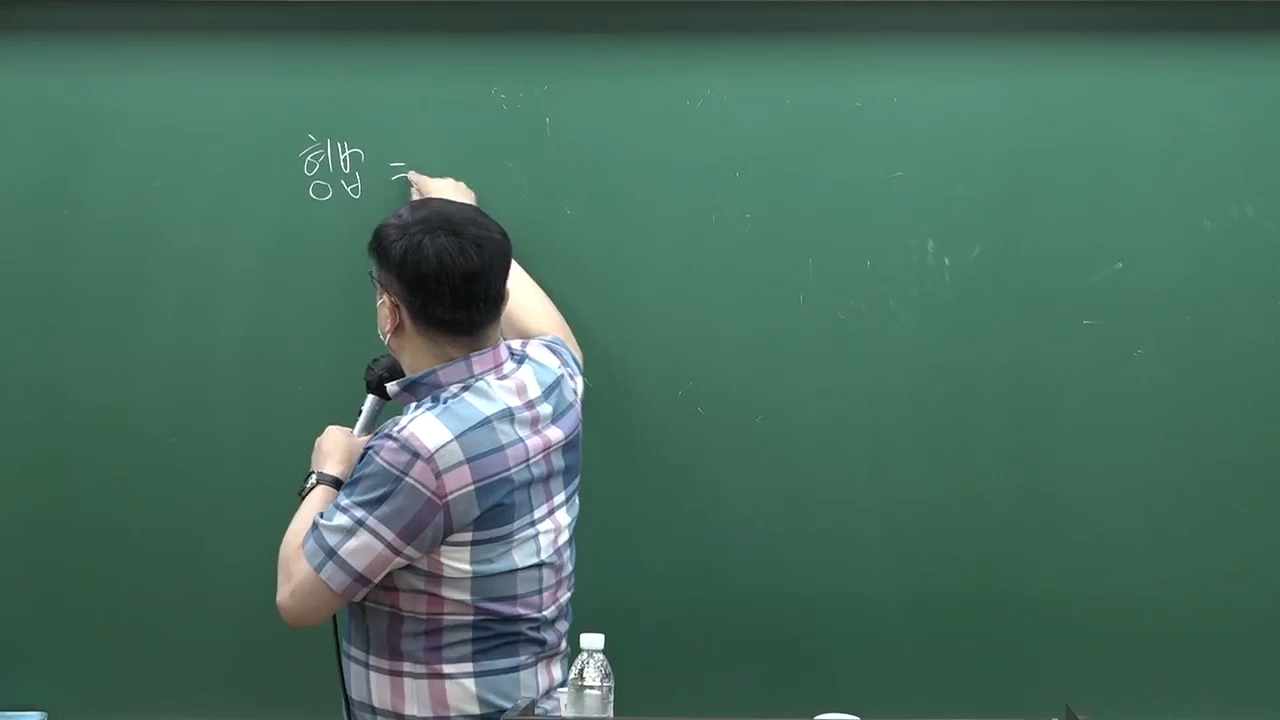 형법 =